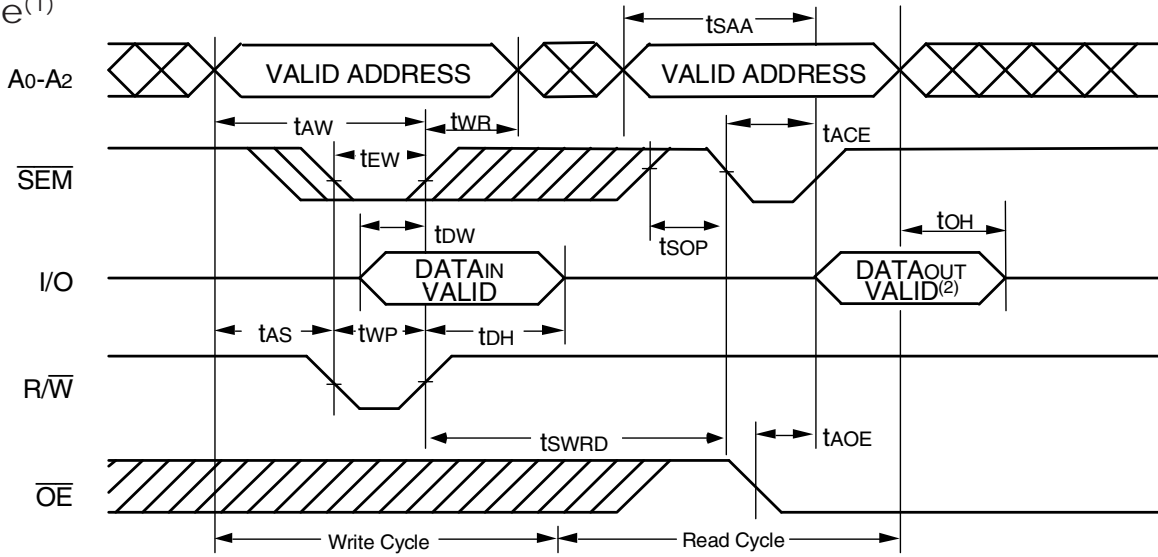 e(1)
tSAA
A0-A2 VALID ADDRESS VALID ADDRESS
tAW tWR tACE
tEW
SEM
tDW tSOP tOH
I/O DATAIN VALID DATAOUT VALID(2)
tAS tWP tDH
R/W
tSWRD tAOE
OE
Write Cycle Read Cycle